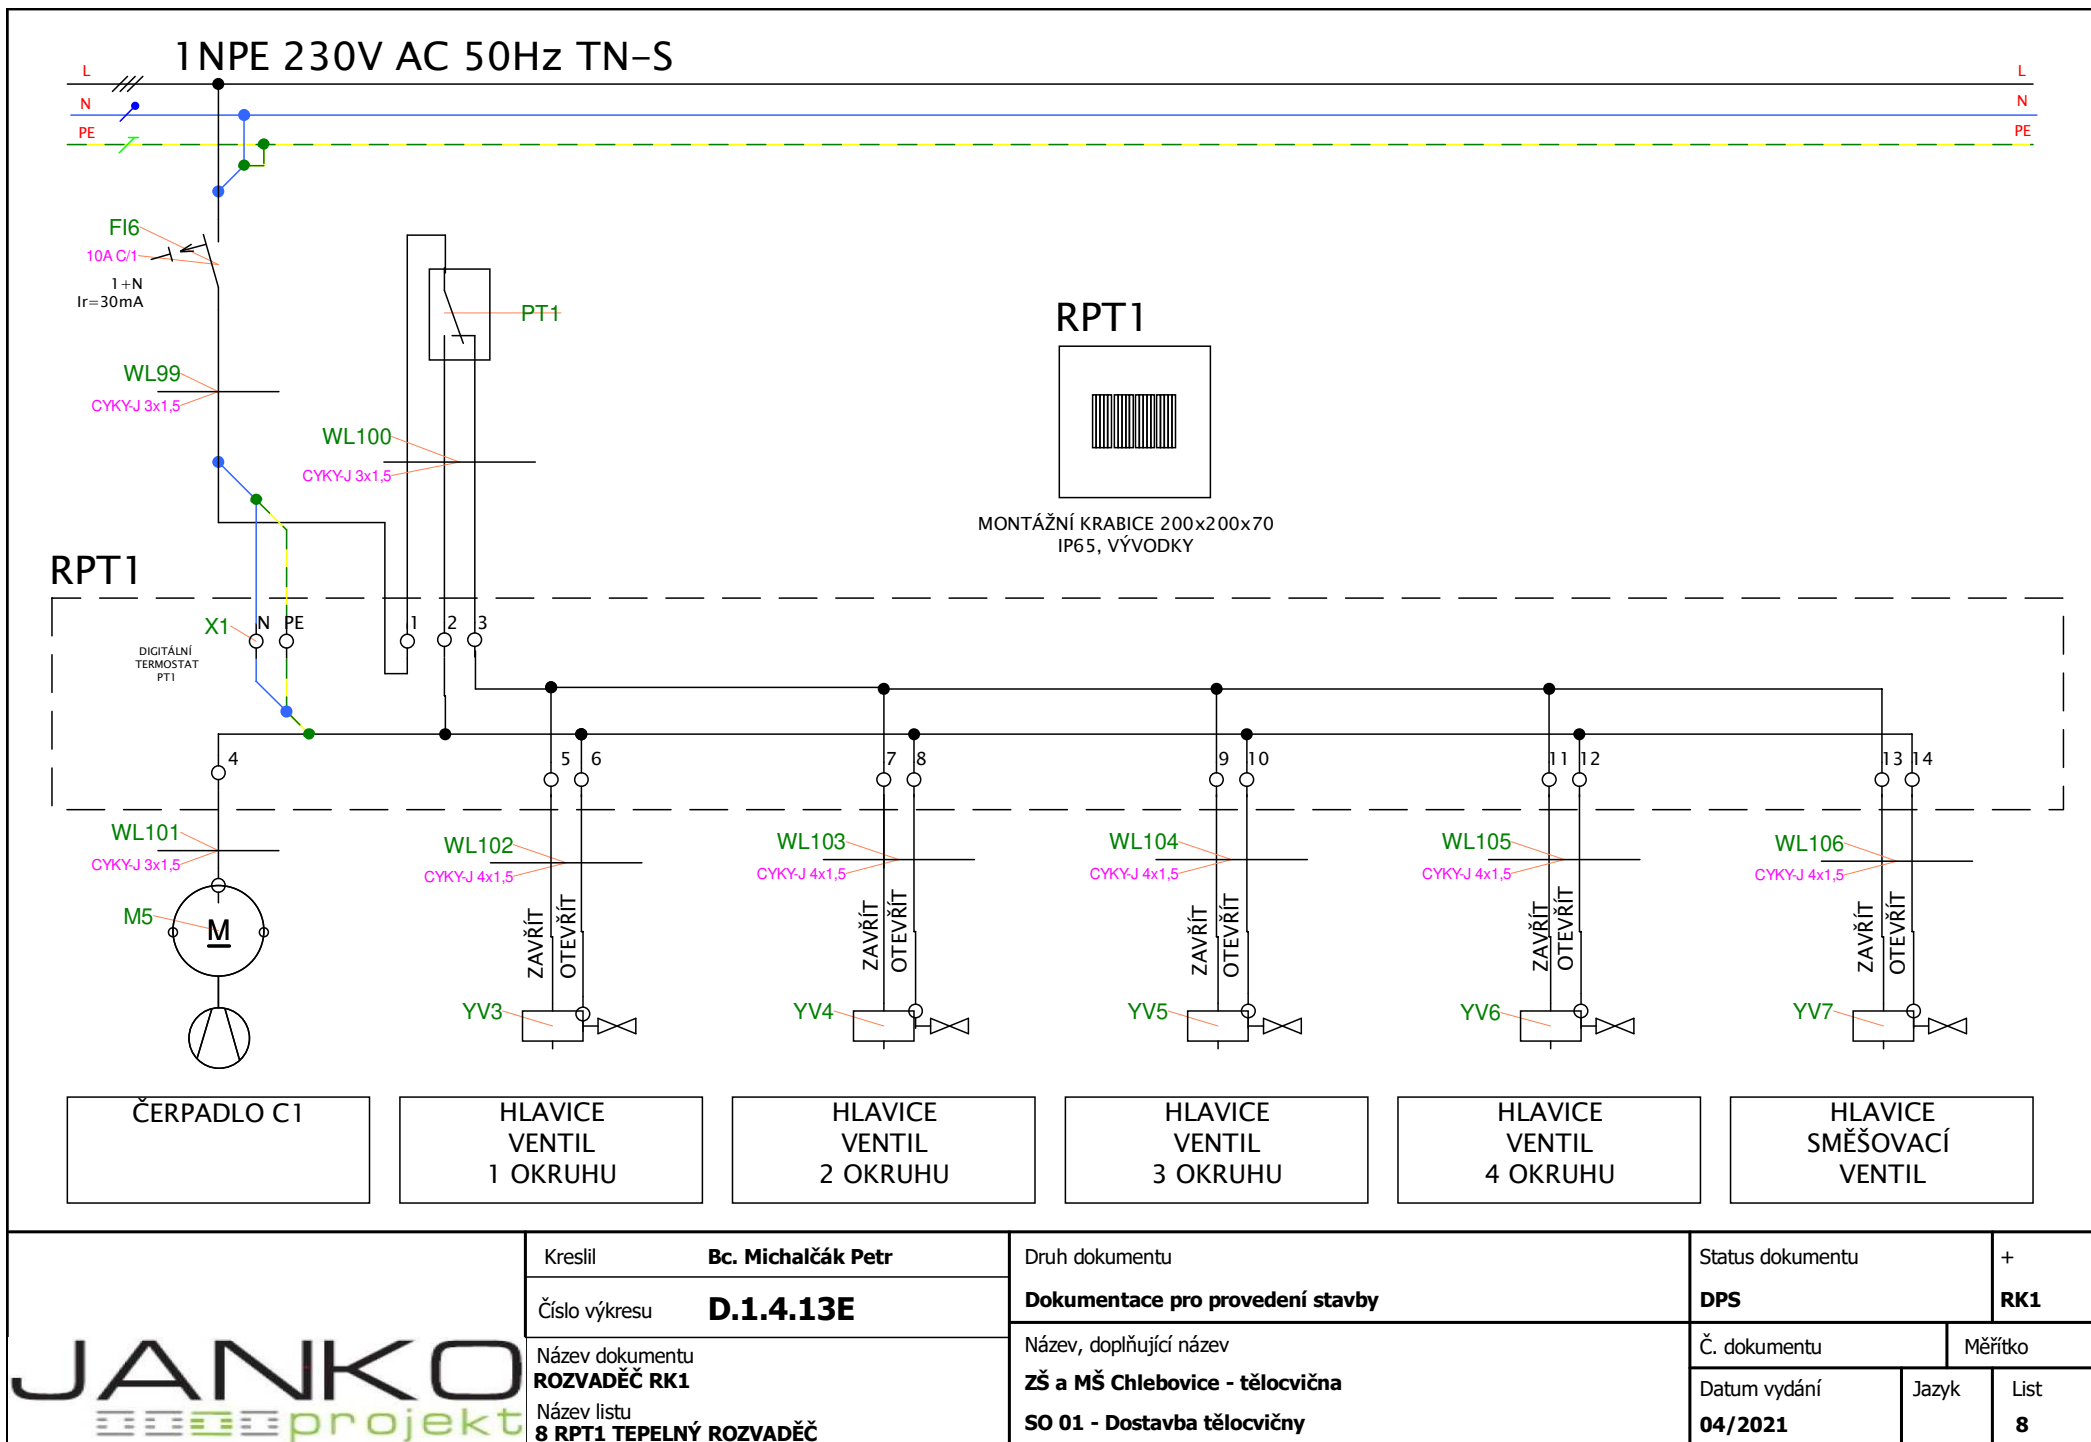 1NPE 230V AC 50Hz TN-S
L
L
N
N
PE
PE
FI6
10A C/1
1+N
Ir=30mA
PT1
RPT1
WL99
CYKY-J 3x1,5
WL100
CYKY-J 3x1,5
MONTÁŽNÍ KRABICE 200x200x70
IP65, VÝVODKY
RPT1
X1
N
PE
1
2
3
DIGITÁLNÍ
TERMOSTAT
PT1
4
5
6
7
8
9
10
11
12
13
14
WL101
CYKY-J 3x1,5
WL102
CYKY-J 4x1,5
WL103
CYKY-J 4x1,5
WL104
CYKY-J 4x1,5
WL105
CYKY-J 4x1,5
WL106
CYKY-J 4x1,5
ZAVŘÍT
OTEVŘÍT
ZAVŘÍT
OTEVŘÍT
ZAVŘÍT
OTEVŘÍT
ZAVŘÍT
OTEVŘÍT
ZAVŘÍT
OTEVŘÍT
M5
M
YV3
YV4
YV5
YV6
YV7
ČERPADLO C1
HLAVICE
VENTIL
1 OKRUHU
HLAVICE
VENTIL
2 OKRUHU
HLAVICE
VENTIL
3 OKRUHU
HLAVICE
VENTIL
4 OKRUHU
HLAVICE
SMĚŠOVACÍ
VENTIL
JANKO
projekt
Kreslil Bc. Michalčák Petr
Číslo výkresu D.1.4.13E
Název dokumentu
ROZVADĚČ RK1
Název listu
8 RPT1 TEPELNÝ ROZVADĚČ
Druh dokumentu
Dokumentace pro provedení stavby
Název, doplňující název
ZŠ a MŠ Chlebovice - tělocvična
SO 01 - Dostavba tělocvičny
Status dokumentu
DPS
+
RK1
Č. dokumentu
Měřítko
Datum vydání
04/2021
Jazyk
List
8